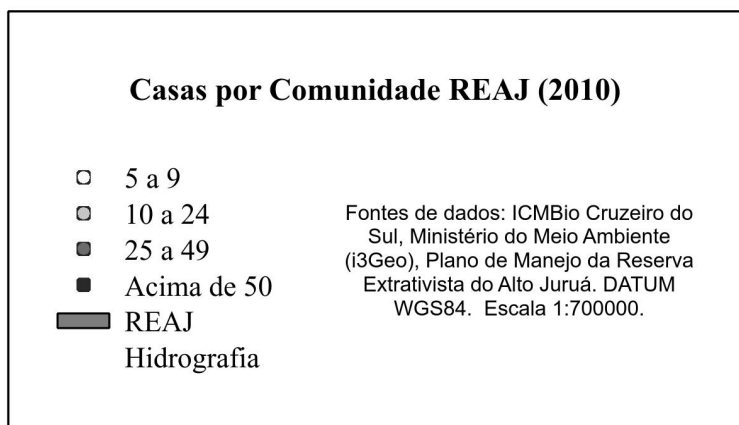 Casas por Comunidade REAJ (2010)
5 a 9
10 a 24
25 a 49
Acima de 50
REAJ
Hidrografia
Fontes de dados: ICMBio Cruzeiro do
Sul, Ministério do Meio Ambiente
(i3Geo), Plano de Manejo da Reserva
Extrativista do Alto Juruá. DATUM
WGS84. Escala 1:700000.